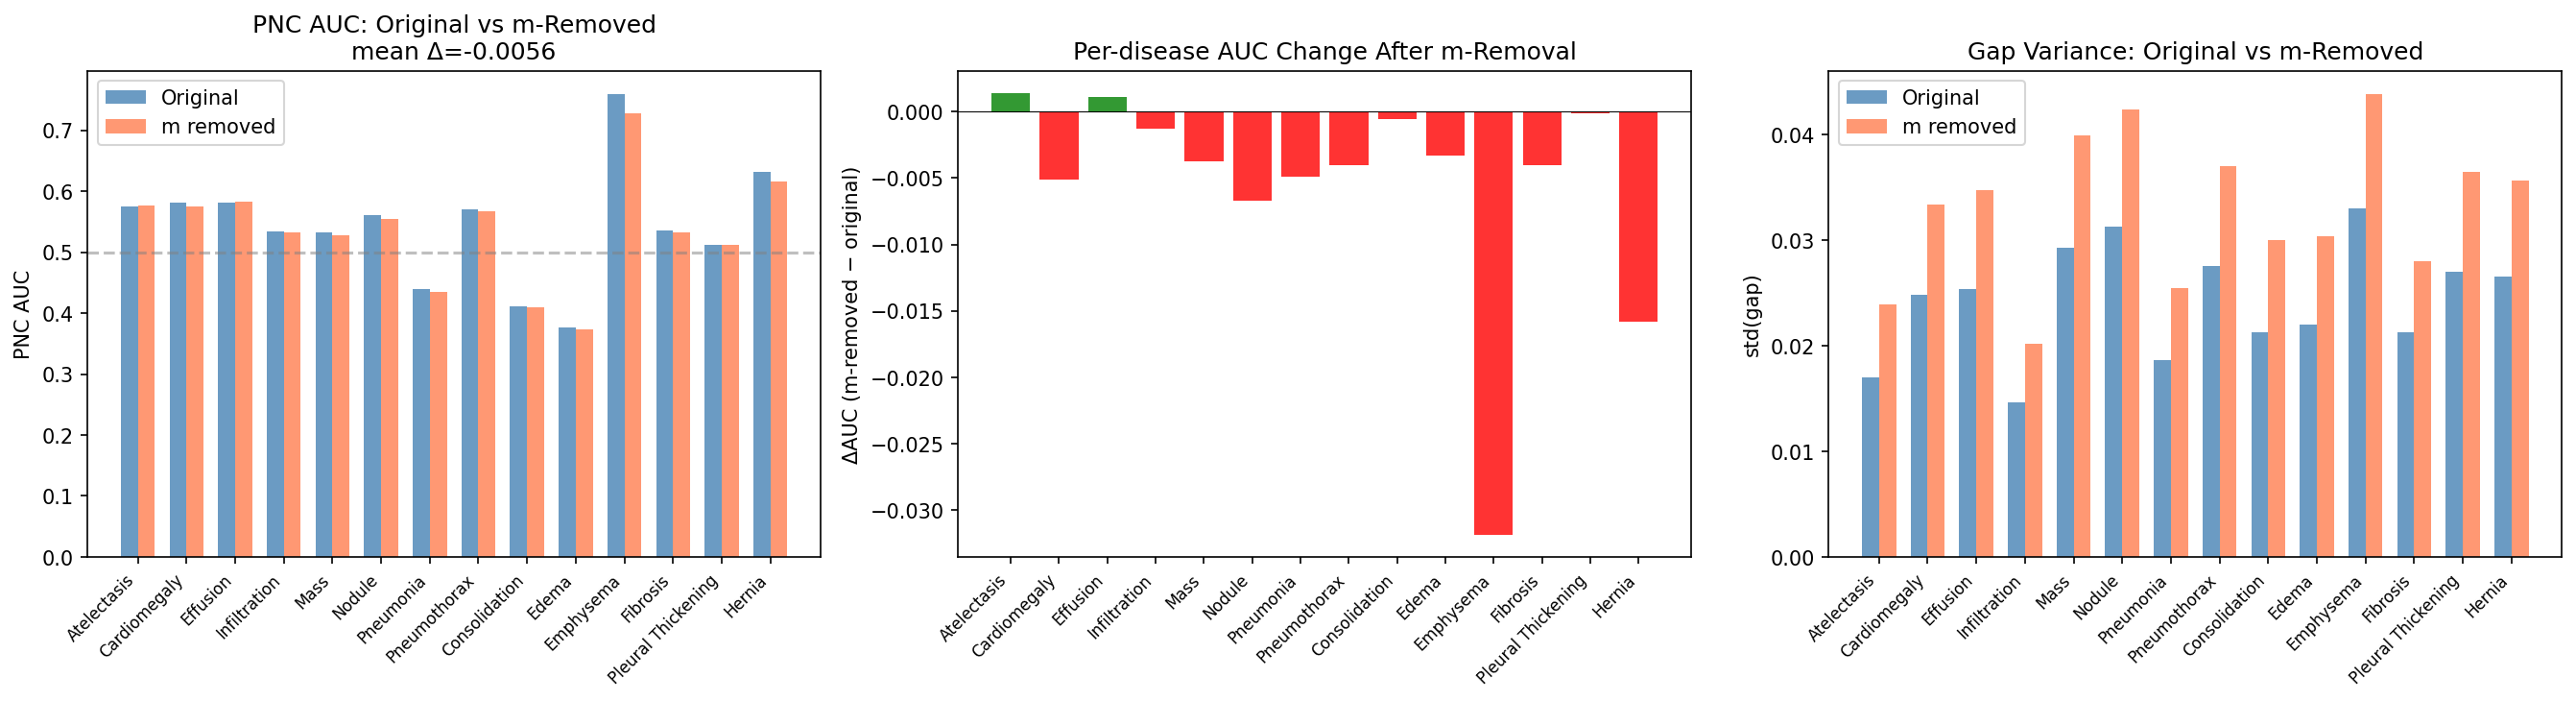 PNC AUC: Original vs m-Removed
mean Δ=-0.0056
Original
m removed
PNC AUC
0.7
0.6
0.5
0.4
0.3
0.2
0.1
0.0
Atelectasis
Cardiomegaly
Effusion
Infiltration
Mass
Nodule
Pneumonia
Pneumothorax
Consolidation
Edema
Emphysema
Fibrosis
Pleural Thickening
Hernia
Per-disease AUC Change After m-Removal
ΔAUC (m-removed − original)
0.000
−0.005
−0.010
−0.015
−0.020
−0.025
−0.030
Atelectasis
Cardiomegaly
Effusion
Infiltration
Mass
Nodule
Pneumonia
Pneumothorax
Consolidation
Edema
Emphysema
Fibrosis
Pleural Thickening
Hernia
Gap Variance: Original vs m-Removed
Original
m removed
std(gap)
0.04
0.03
0.02
0.01
0.00
Atelectasis
Cardiomegaly
Effusion
Infiltration
Mass
Nodule
Pneumonia
Pneumothorax
Consolidation
Edema
Emphysema
Fibrosis
Pleural Thickening
Hernia